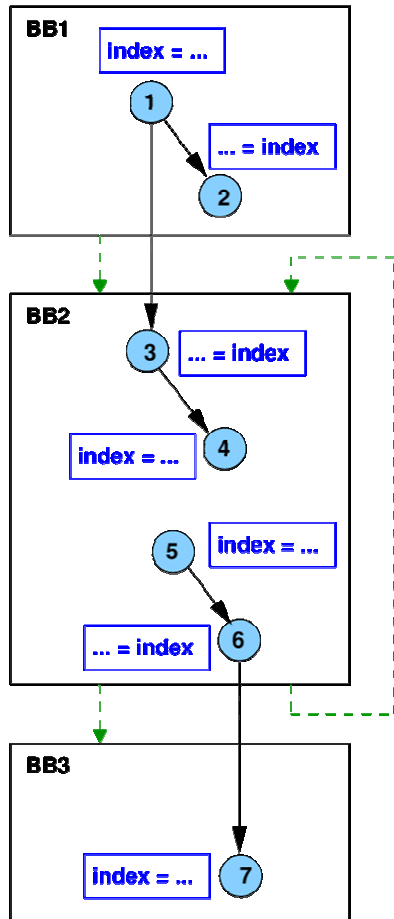 BB1
index = ...
1
... = index
2
BB2
3
... = index
index = ...
4
5
index = ...
... = index
6
BB3
index = ...
7